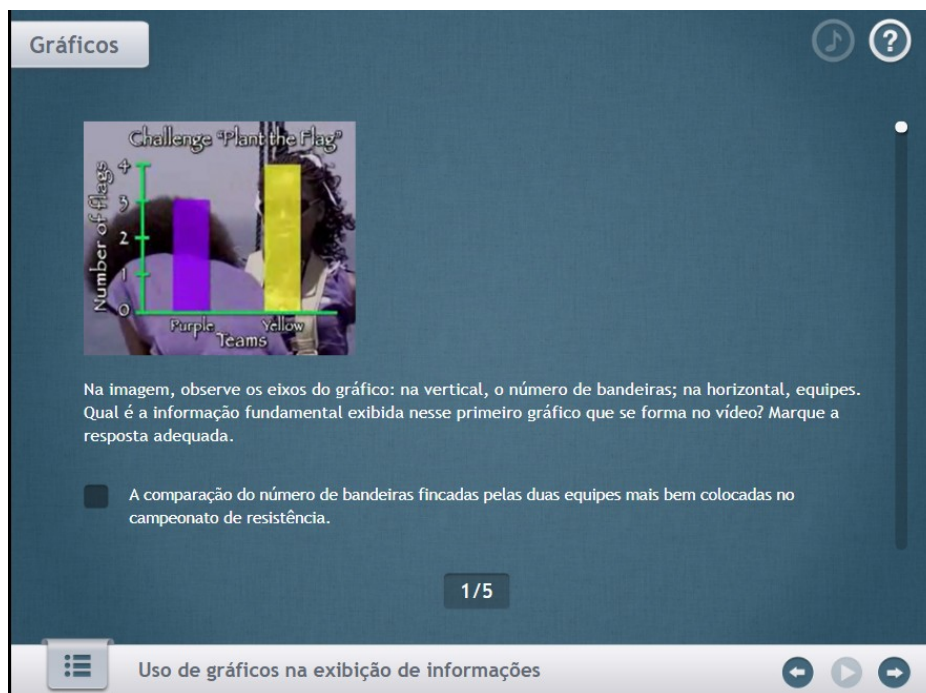 Gráficos
?
Challenge "Plant the Flag"
Number of flags
4
3
2
1
0
Purple Yellow
Teams
Na imagem, observe os eixos do gráfico: na vertical, o número de bandeiras; na horizontal, equipes.
Qual é a informação fundamental exibida nesse primeiro gráfico que se forma no vídeo? Marque a
resposta adequada.
A comparação do número de bandeiras fincadas pelas duas equipes mais bem colocadas no
campeonato de resistência.
1/5
Uso de gráficos na exibição de informações